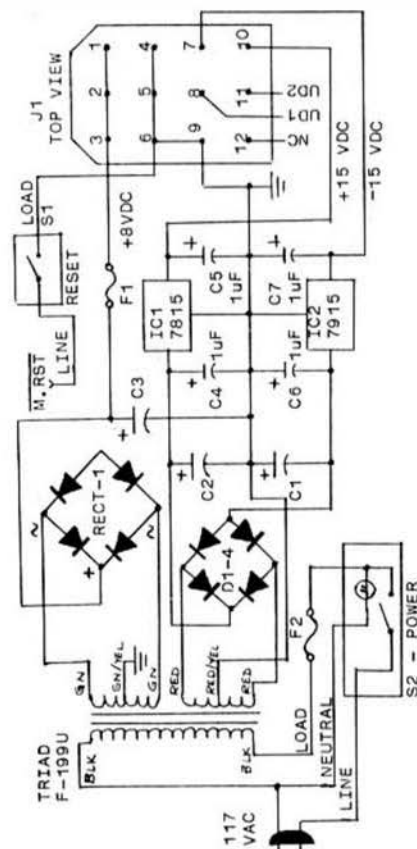 J1
TOP VIEW
1
4
7
10
2
5
8
11
UD2
UD1
3
6
9
12
NC
+15 VDC
-15 VDC
LOAD
S1
RESET
M.RST
LINE
+8VDC
F1
IC1
7815
+
C5
1uF
+
C7
1uF
IC2
7915
C3
+
+
C4
1uF
+
C6
1uF
+
C2
+
C1
~
RECT-1
+
~
D1-4
F2
S2 - POWER
GN
GN/YEL
GN
RED
RED/YEL
RED
TRIAD
F-199U
BLK
BLK
LOAD
NEUTRAL
LINE
117
VAC